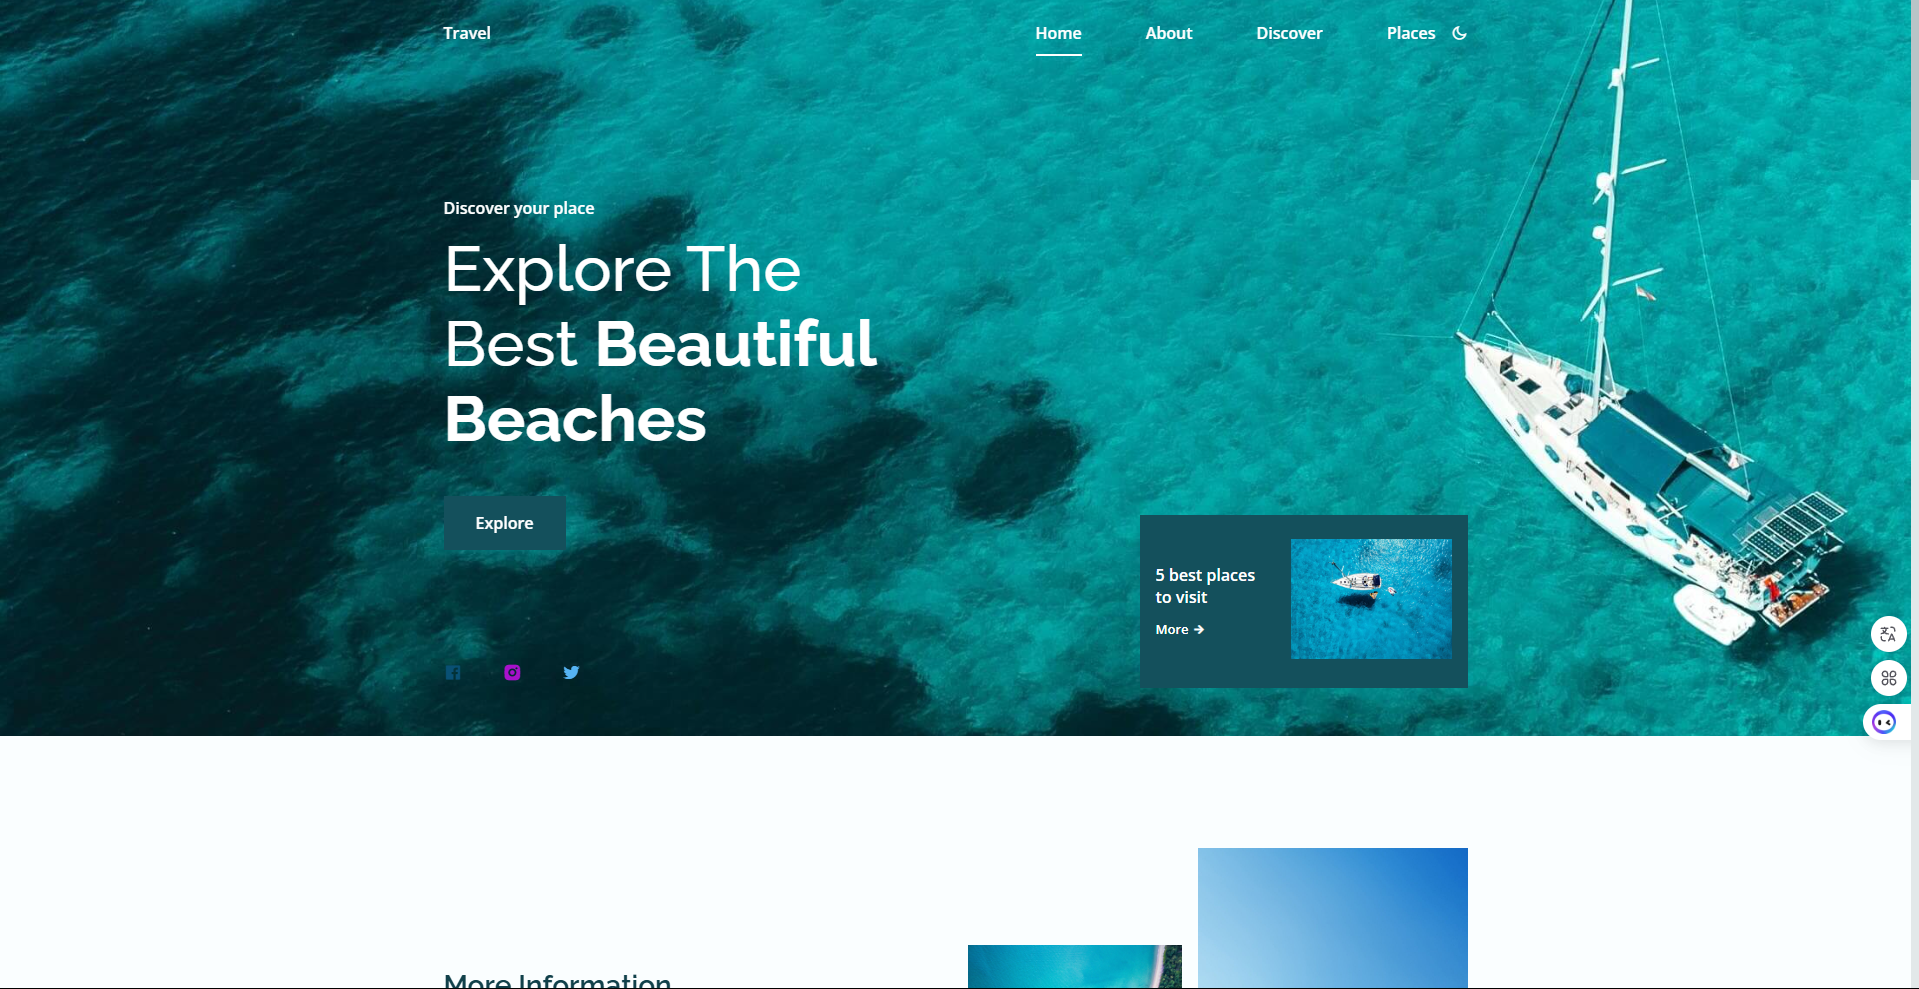 Travel
Home
About
Discover
Places
Discover your place
Explore The
Best Beautiful
Beaches
Explore
5 best places
to visit
More →
More Information